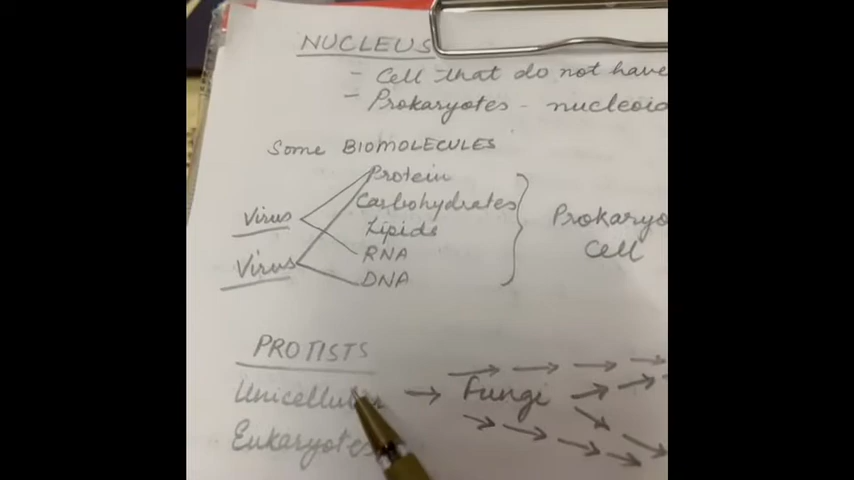 NUCLEUS
- Cell that do not have
- Prokaryotes - nucleoid
Some BIOMOLECULES
Protein
Carbohydrates
Virus
Prokaryo
Lipids
Cell
RNA
Virus
DNA
PROTISTS
Unicellular → Fungi
Eukaryotes